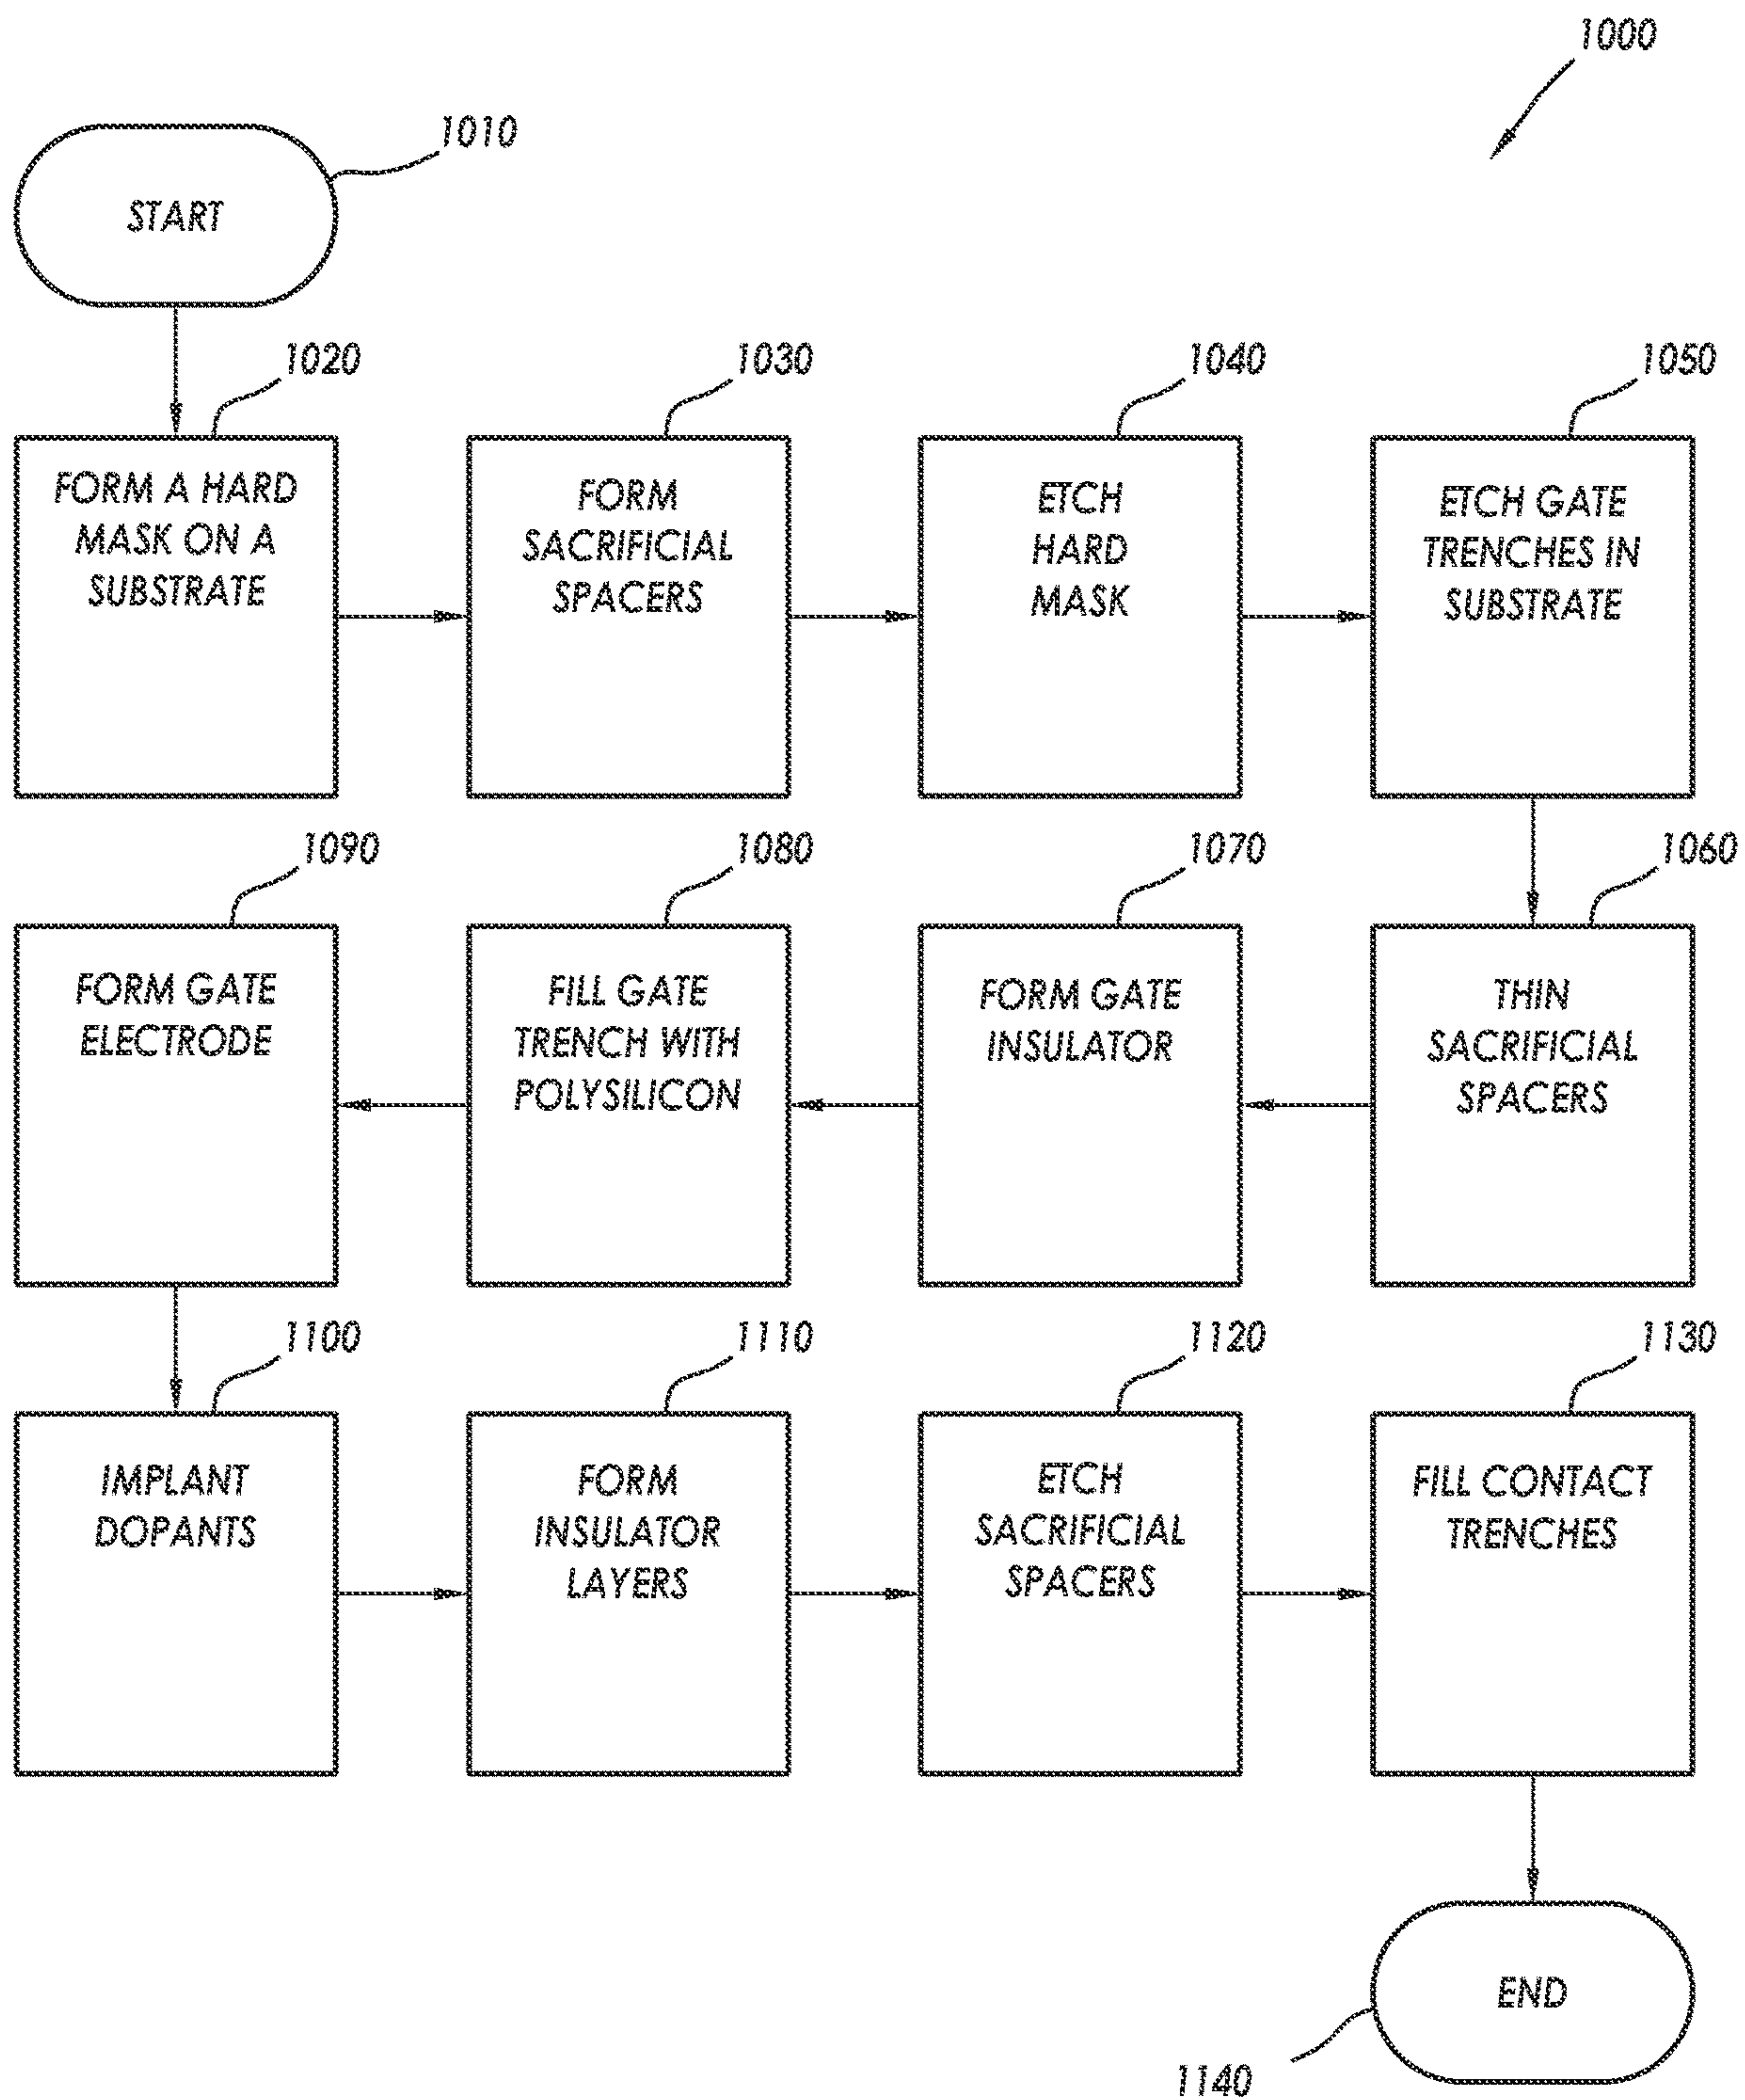 1000
1010
START
1020
FORM A HARD
MASK ON A
SUBSTRATE
1030
FORM
SACRIFICIAL
SPACERS
1040
ETCH
HARD
MASK
1050
ETCH GATE
TRENCHES IN
SUBSTRATE
1060
THIN
SACRIFICIAL
SPACERS
1070
FORM GATE
INSULATOR
1080
FILL GATE
TRENCH WITH
POLYSILICON
1090
FORM GATE
ELECTRODE
1100
IMPLANT
DOPANTS
1110
FORM
INSULATOR
LAYERS
1120
ETCH
SACRIFICIAL
SPACERS
1130
FILL CONTACT
TRENCHES
END
1140